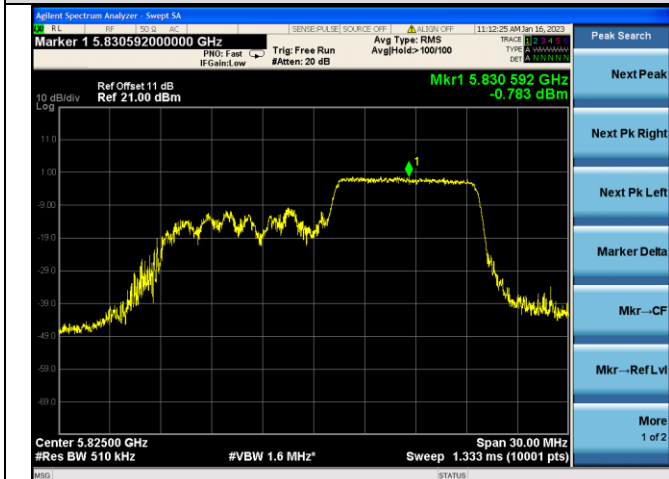 Agilent Spectrum Analyzer - Swept SA
RL RF 50 Ω AC SENSE:PULSE SOURCE OFF ALIGN OFF 11:12:25 AM Jan 16, 2023
Marker 1 5.830592000000 GHz
PNO: Fast
IFGain:Low
Trig: Free Run
#Atten: 20 dB
Avg Type: RMS
Avg|Hold:>100/100
TRACE 1 2 3 4 5 6
TYPE A WWWWW
DET A N N N N N
Peak Search
Mkr1 5.830 592 GHz
-0.783 dBm
Ref Offset 11 dB
10 dB/div Ref 21.00 dBm
Log
11.0
1.00
-9.00
-19.0
-29.0
-39.0
-49.0
-59.0
-69.0
1
Next Peak
Next Pk Right
Next Pk Left
Marker Delta
Mkr→CF
Mkr→Ref Lvl
More
1 of 2
Center 5.82500 GHz Span 30.00 MHz
#Res BW 510 kHz #VBW 1.6 MHz* Sweep 1.333 ms (10001 pts)
MSG STATUS